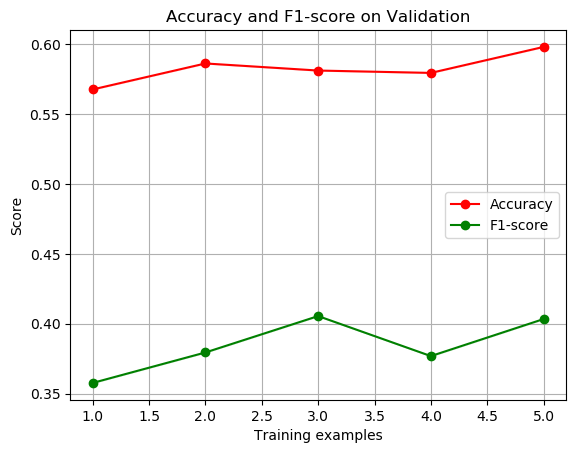 Accuracy and F1-score on Validation
0.60
0.55
0.50
0.45
0.40
0.35
Score
Accuracy
F1-score
1.0 1.5 2.0 2.5 3.0 3.5 4.0 4.5 5.0
Training examples